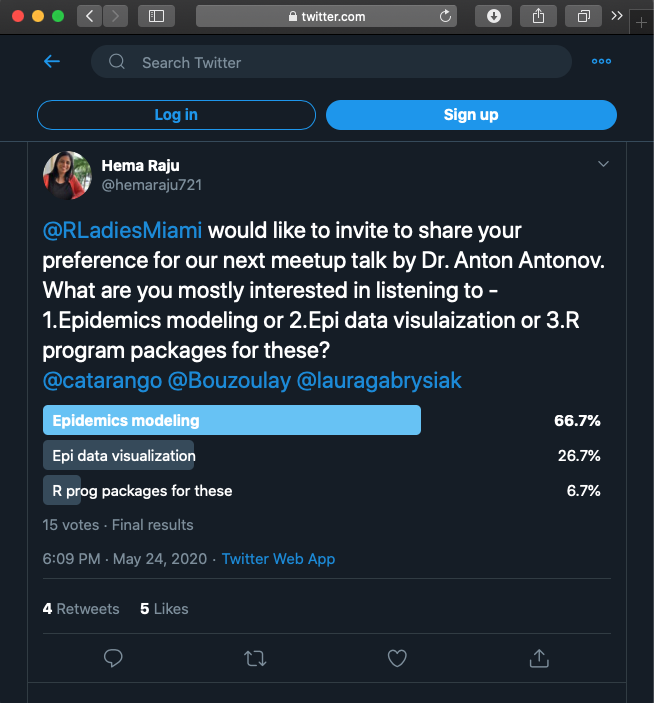 twitter.com
Search Twitter
Log in
Sign up
Hema Raju
@hemaraju721
@RLadiesMiami would like to invite to share your
preference for our next meetup talk by Dr. Anton Antonov.
What are you mostly interested in listening to -
1.Epidemics modeling or 2.Epi data visulaization or 3.R
program packages for these?
@catarango @Bouzoulay @lauragabrysiak
Epidemics modeling 66.7%
Epi data visualization 26.7%
R prog packages for these 6.7%
15 votes · Final results
6:09 PM · May 24, 2020 · Twitter Web App
4 Retweets 5 Likes